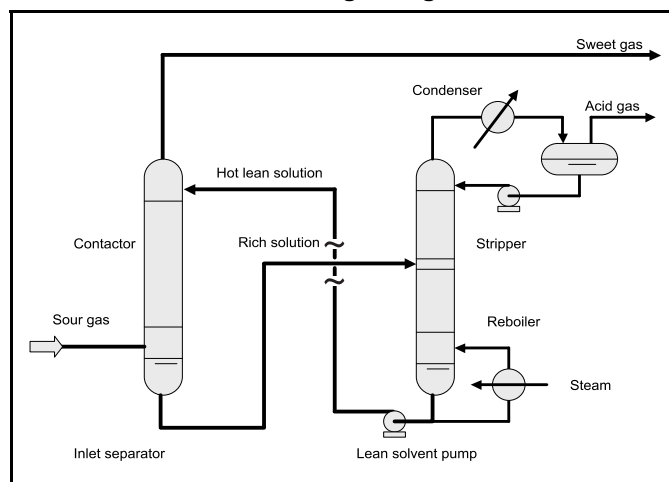 Sweet gas
Condenser
Acid gas
Hot lean solution
Contactor
Rich solution
Stripper
Sour gas
Reboiler
Steam
Inlet separator
Lean solvent pump